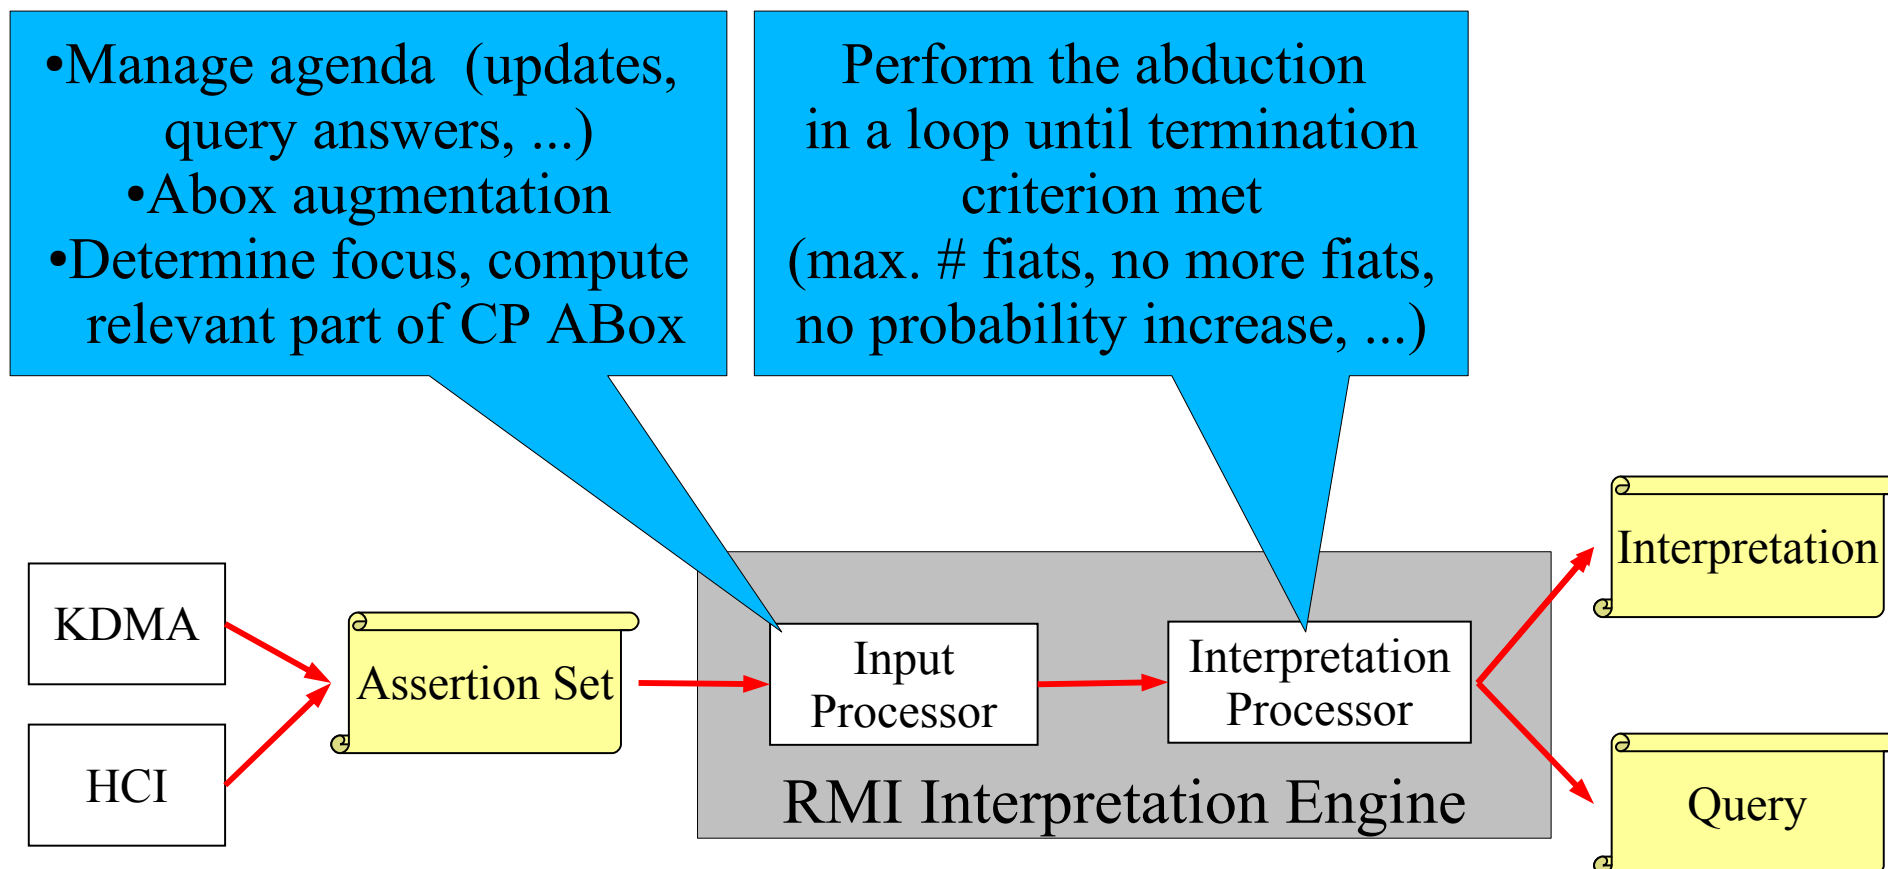 •Manage agenda (updates,
query answers, ...)
•Abox augmentation
•Determine focus, compute
relevant part of CP ABox
Perform the abduction
in a loop until termination
criterion met
(max. # fiats, no more fiats,
no probability increase, ...)
KDMA
HCI
Assertion Set
Input
Processor
Interpretation
Processor
RMI Interpretation Engine
Interpretation
Query